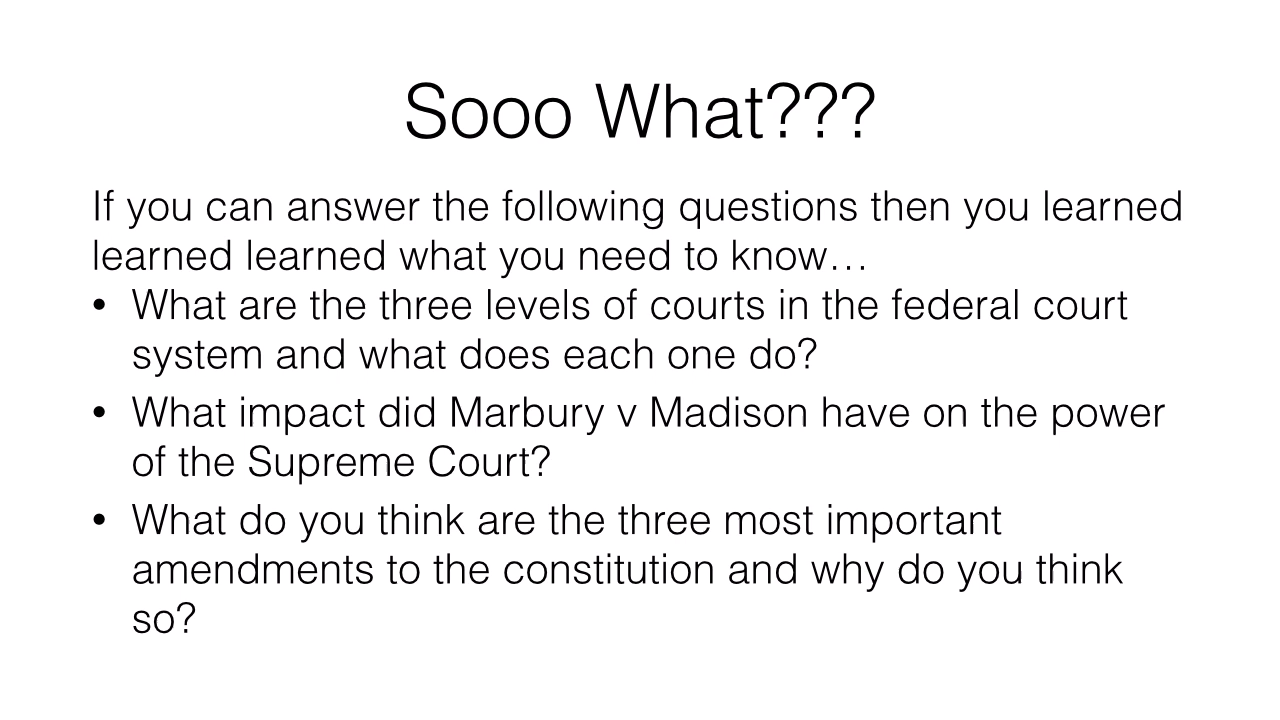 Sooo What???
If you can answer the following questions then you learned
learned learned what you need to know…
• What are the three levels of courts in the federal court
system and what does each one do?
• What impact did Marbury v Madison have on the power
of the Supreme Court?
• What do you think are the three most important
amendments to the constitution and why do you think
so?